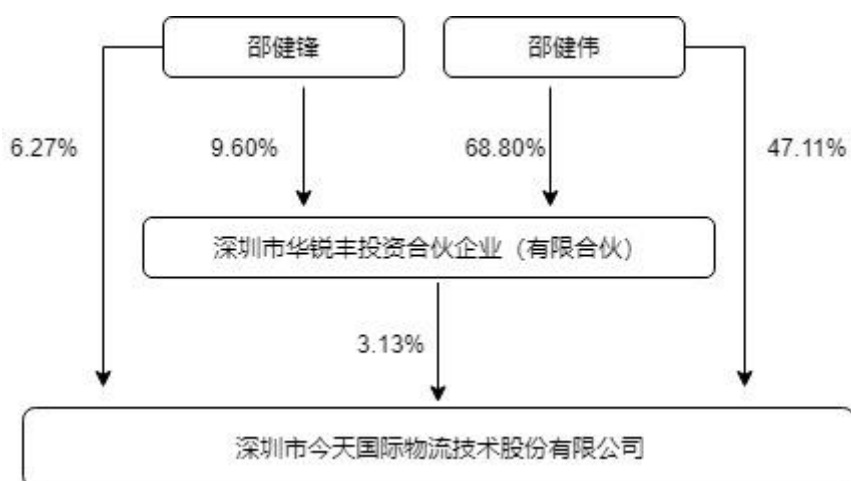 邵健锋
邵健伟
6.27%
9.60%
68.80%
47.11%
深圳市华锐丰投资合伙企业（有限合伙）
3.13%
深圳市今天国际物流技术股份有限公司